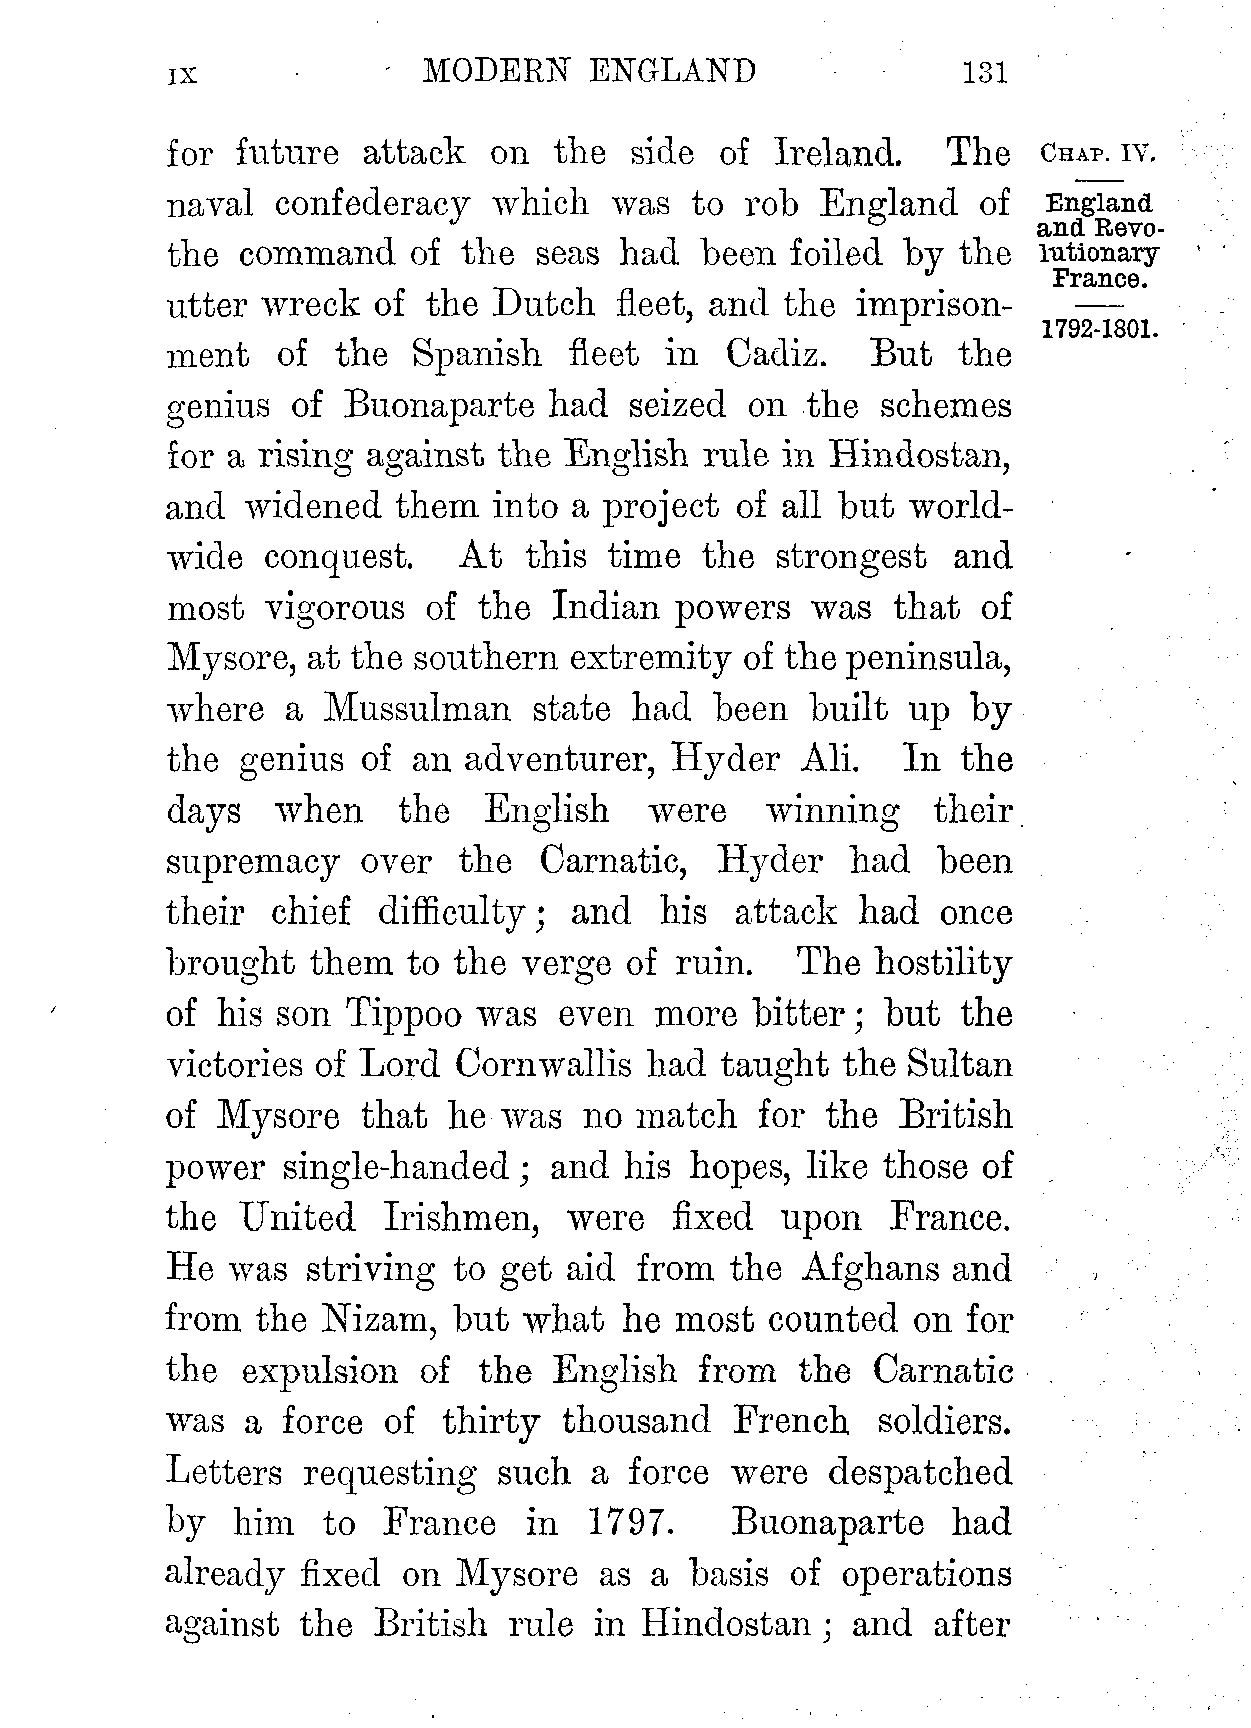 IX MODERN ENGLAND 131
for future attack on the side of Ireland. The
naval confederacy which was to rob England of
the command of the seas had been foiled by the
utter wreck of the Dutch fleet, and the imprison-
ment of the Spanish fleet in Cadiz. But the
genius of Buonaparte had seized on the schemes
for a rising against the English rule in Hindostan,
and widened them into a project of all but world-
wide conquest. At this time the strongest and
most vigorous of the Indian powers was that of
Mysore, at the southern extremity of the peninsula,
where a Mussulman state had been built up by
the genius of an adventurer, Hyder Ali. In the
days when the English were winning their
supremacy over the Carnatic, Hyder had been
their chief difficulty; and his attack had once
brought them to the verge of ruin. The hostility
of his son Tippoo was even more bitter; but the
victories of Lord Cornwallis had taught the Sultan
of Mysore that he was no match for the British
power single-handed; and his hopes, like those of
the United Irishmen, were fixed upon France.
He was striving to get aid from the Afghans and
from the Nizam, but what he most counted on for
the expulsion of the English from the Carnatic
was a force of thirty thousand French soldiers.
Letters requesting such a force were despatched
by him to France in 1797. Buonaparte had
already fixed on Mysore as a basis of operations
against the British rule in Hindostan; and after
CHAP. IV.
England
and Revo-
lutionary
France.
1792-1801.